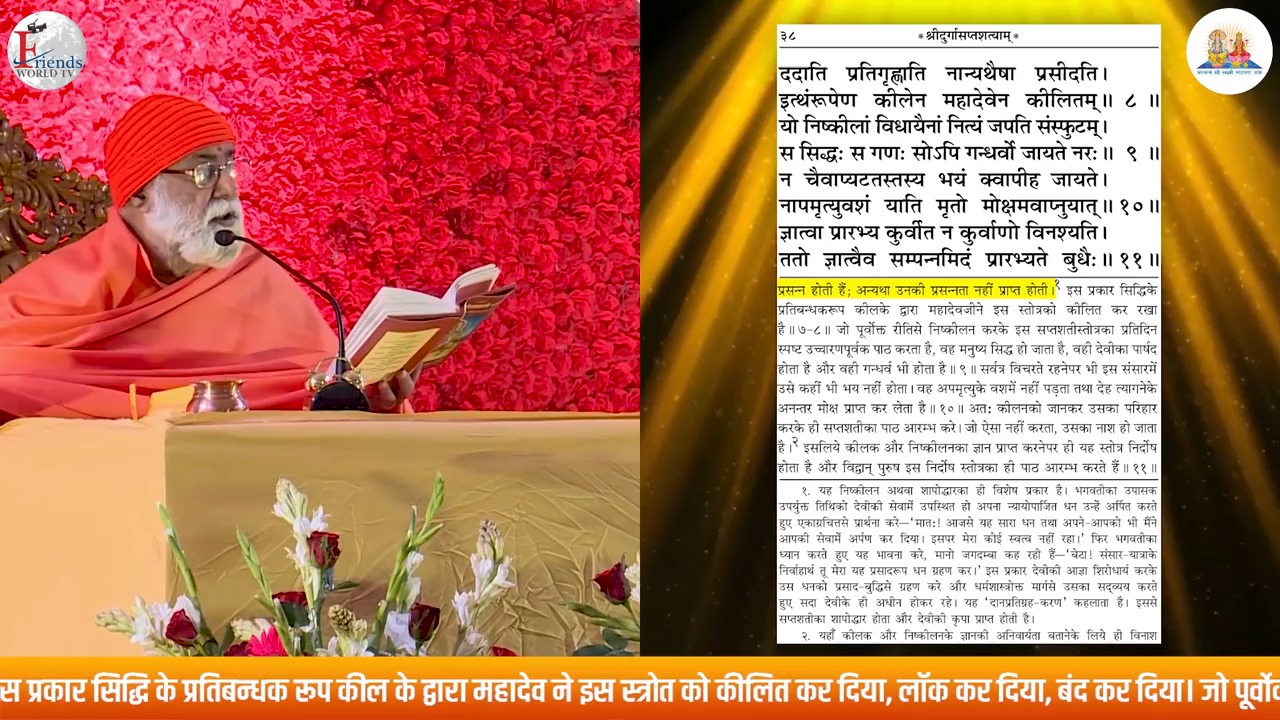 Friends
WORLD TV
३८
*श्रीदुर्गासप्तशत्याम्*
ददाति प्रतिगृह्णाति नान्यथैषा प्रसीदति।
इत्थंरूपेण कीलेन महादेवेन कीलितम्॥ ८ ॥
यो निष्कीलां विधायैनां नित्यं जपति संस्फुटम्।
स सिद्धः स गणः सोऽपि गन्धर्वो जायते नरः॥ ९ ॥
न चैवाप्यटतस्तस्य भयं क्वापीह जायते।
नापमृत्युवशं याति मृतो मोक्षमवाप्नुयात्॥ १०॥
ज्ञात्वा प्रारभ्य कुर्वीत न कुर्वाणो विनश्यति।
ततो ज्ञात्वैव सम्पन्नमिदं प्रारभ्यते बुधैः॥ ११॥
प्रसन्न होती हैं; अन्यथा उनकी प्रसन्नता नहीं प्राप्त होती।१ इस प्रकार सिद्धिके
प्रतिबन्धकरूप कीलके द्वारा महादेवजीने इस स्तोत्रको कीलित कर रखा
है॥ ७-८॥ जो पूर्वोक्त रीतिसे निष्कीलन करके इस सप्तशतीस्तोत्रका प्रतिदिन
स्पष्ट उच्चारणपूर्वक पाठ करता है, वह मनुष्य सिद्ध हो जाता है, वही देवीका पार्षद
होता है और वही गन्धर्व भी होता है॥ ९॥ सर्वत्र विचरते रहनेपर भी इस संसारमें
उसे कहीं भी भय नहीं होता। वह अपमृत्युके वशमें नहीं पड़ता तथा देह त्यागनेके
अनन्तर मोक्ष प्राप्त कर लेता है॥ १०॥ अतः कीलनको जानकर उसका परिहार
करके ही सप्तशतीका पाठ आरम्भ करे। जो ऐसा नहीं करता, उसका नाश हो जाता
है।२ इसलिये कीलक और निष्कीलनका ज्ञान प्राप्त करनेपर ही यह स्तोत्र निर्दोष
होता है और विद्वान् पुरुष इस निर्दोष स्तोत्रका ही पाठ आरम्भ करते हैं॥ ११॥
१. यह निष्कीलन अथवा शापोद्धारका ही विशेष प्रकार है। भगवतीका उपासक
उपर्युक्त तिथिको देवीकी सेवामें उपस्थित हो अपना न्यायोपार्जित धन उन्हें अर्पित करते
हुए एकाग्रचित्तसे प्रार्थना करे—'मातः! आजसे यह सारा धन तथा अपने-आपको भी मैंने
आपकी सेवामें अर्पण कर दिया। इसपर मेरा कोई स्वत्व नहीं रहा।' फिर भगवतीका
ध्यान करते हुए यह भावना करे, मानो जगदम्बा कह रही हैं—'बेटा! संसार-यात्राके
निर्वाहार्थ तू मेरा यह प्रसादरूप धन ग्रहण कर।' इस प्रकार देवीकी आज्ञा शिरोधार्य करके
उस धनको प्रसाद-बुद्धिसे ग्रहण करे और धर्मशास्त्रोक्त मार्गसे उसका सद्व्यय करते
हुए सदा देवीके ही अधीन होकर रहे। यह 'दानप्रतिग्रह-करण' कहलाता है। इससे
सप्तशतीका शापोद्धार होता और देवीकी कृपा प्राप्त होती है।
२. यहाँ कीलक और निष्कीलनके ज्ञानकी अनिवार्यता बतानेके लिये ही विनाश
स प्रकार सिद्धि के प्रतिबन्धक रूप कील के द्वारा महादेव ने इस स्त्रोत को कीलित कर दिया, लॉक कर दिया, बंद कर दिया। जो पूर्वोक